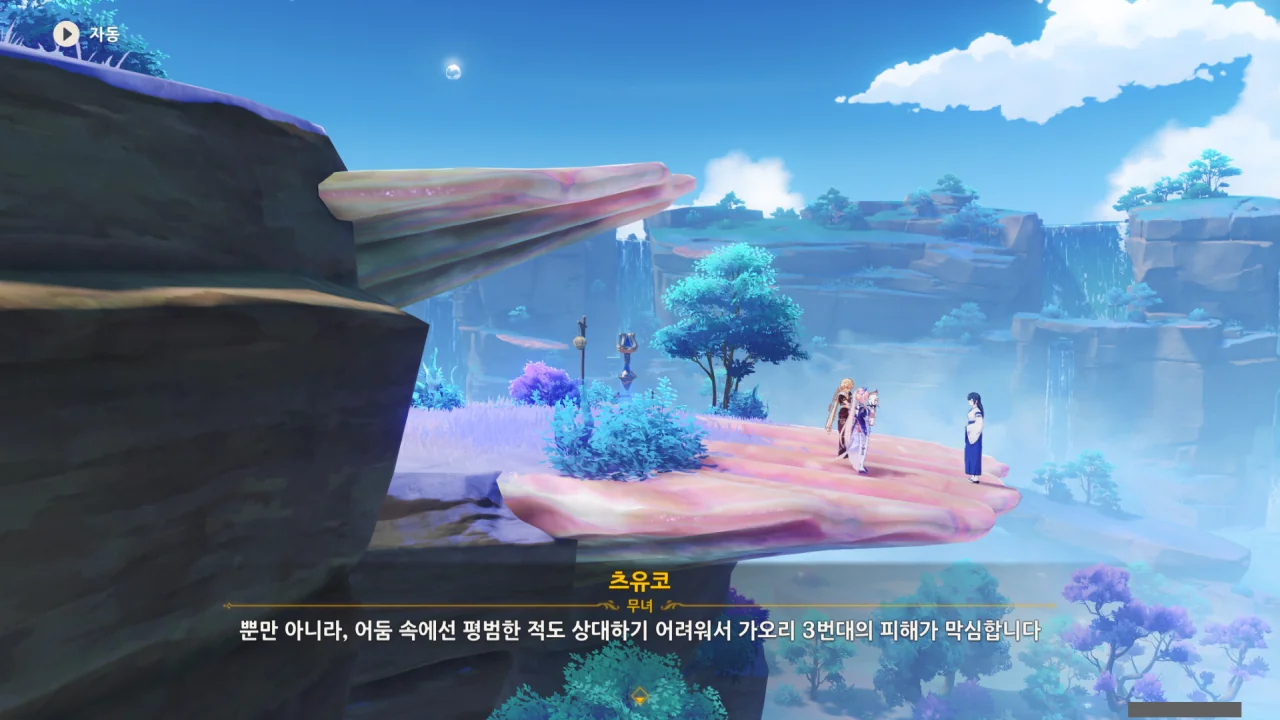 자동
츠유코
무녀
뿐만 아니라, 어둠 속에선 평범한 적도 상대하기 어려워서 가오리 3번대의 피해가 막심합니다